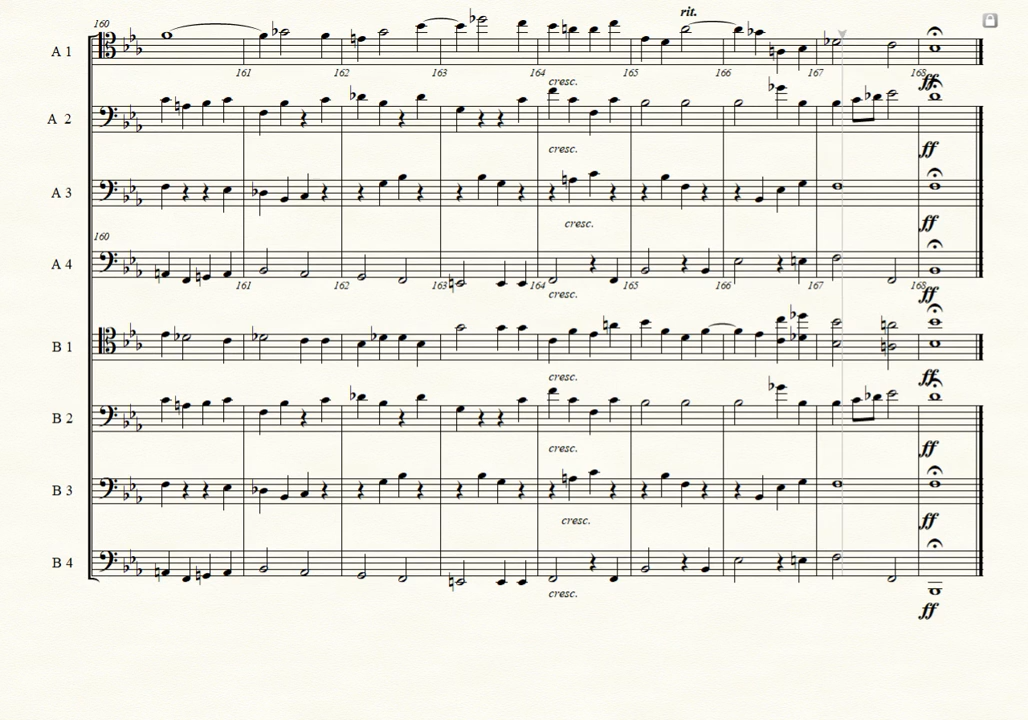 rit.
160
A 1
161 162 163 164 165 166 167 168
cresc. ff
A 2
cresc. ff
A 3
cresc. ff
160
A 4
161 162 163 164 165 166 167 168
cresc. ff
B 1
cresc. ff
B 2
cresc. ff
B 3
cresc. ff
B 4
cresc. ff